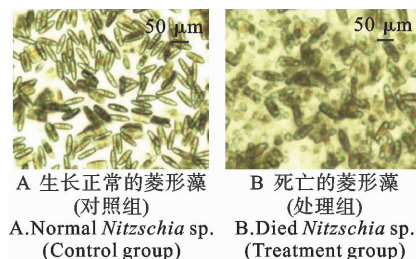 50 μm
50 μm
A 生长正常的菱形藻
(对照组)
A.Normal Nitzschia sp.
(Control group)
B 死亡的菱形藻
(处理组)
B.Died Nitzschia sp.
(Treatment group)